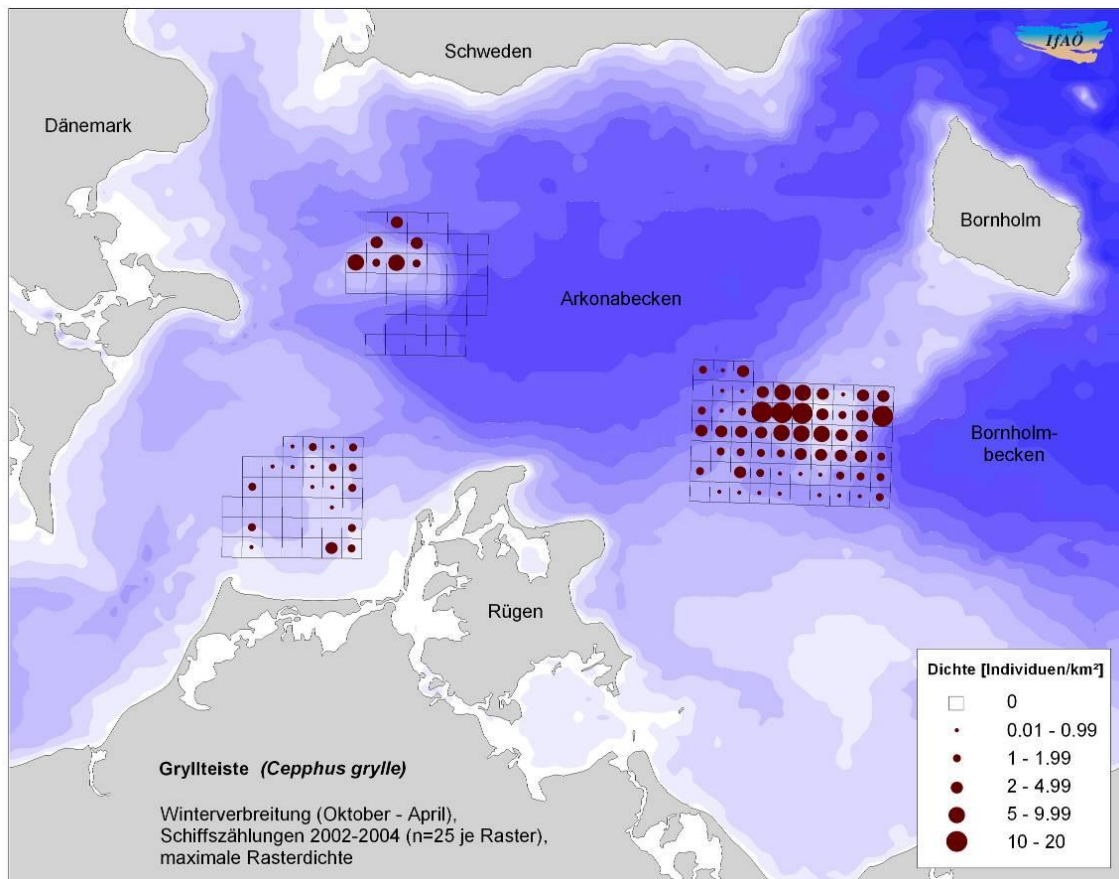 Schweden
IfAÖ
Dänemark
Bornholm
Arkonabecken
Bornholm-
becken
Rügen
Dichte [Individuen/km²]
0
0.01 - 0.99
1 - 1.99
2 - 4.99
5 - 9.99
10 - 20
Gryllteiste (Cepphus grylle)
Winterverbreitung (Oktober - April),
Schiffszählungen 2002-2004 (n=25 je Raster),
maximale Rasterdichte